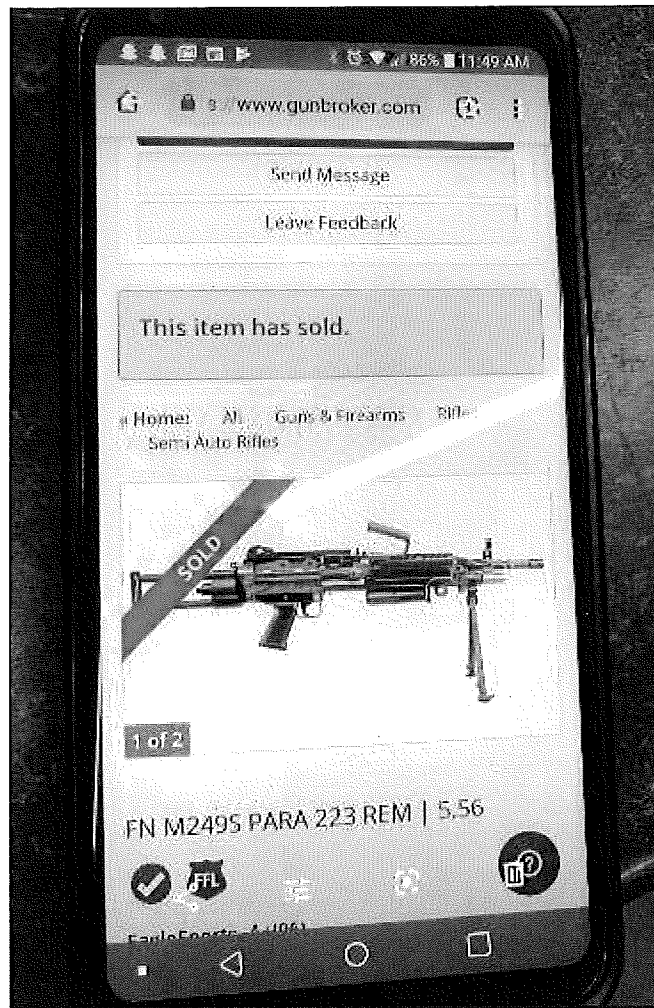 86% 11:49 AM
www.gunbroker.com
Send Message
Leave Feedback
This item has sold.
Home: All Guns & Firearms
Semi Auto Rifles
SOLD
1 of 2
FN M249S PARA 223 REM | 5.56
FFL